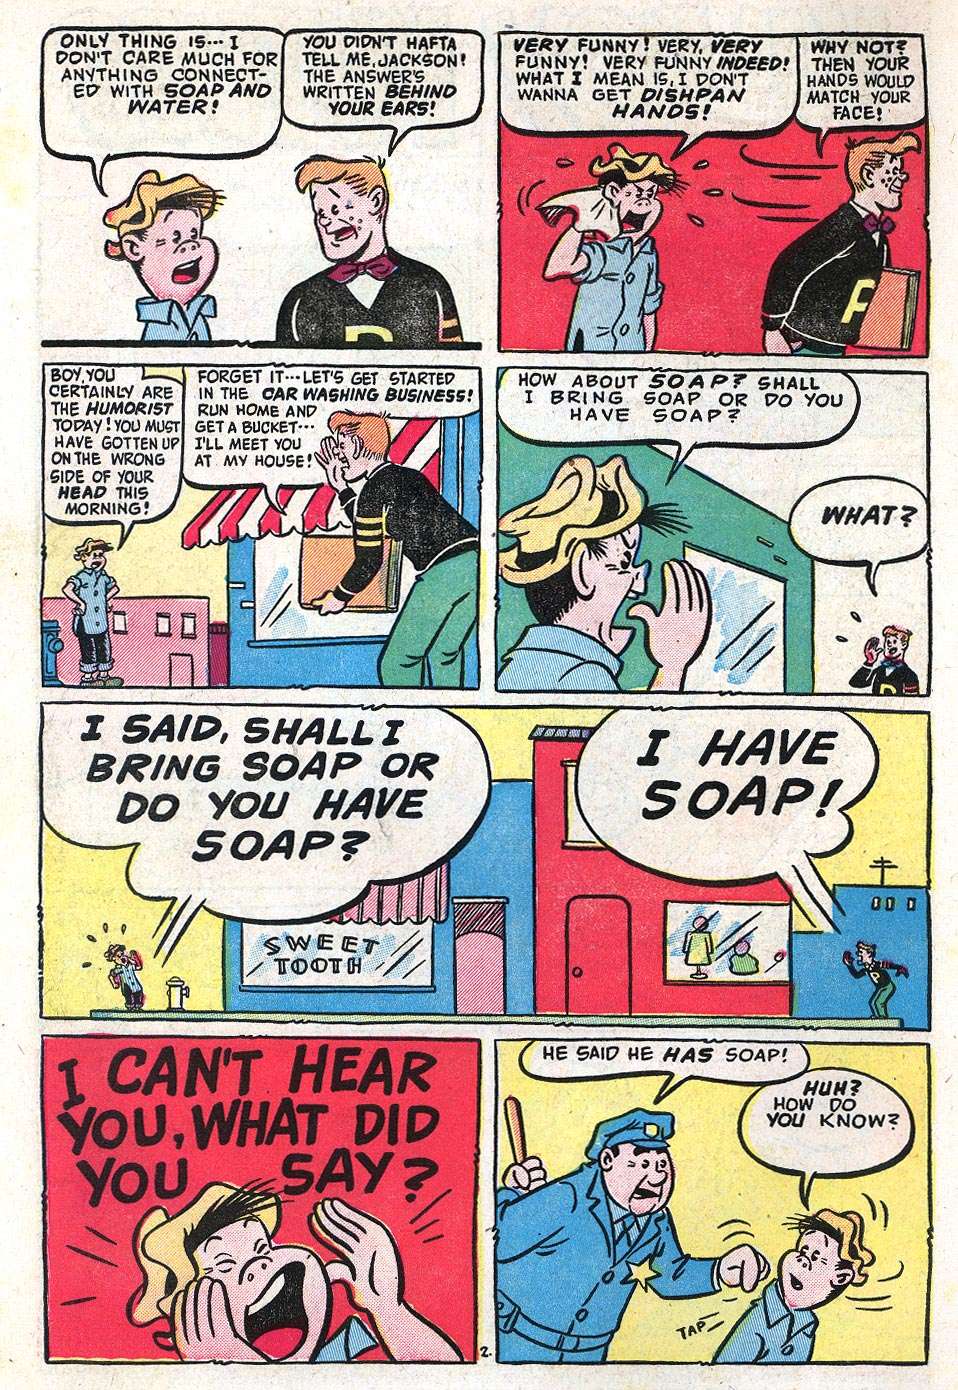 ONLY THING IS... I
DON'T CARE MUCH FOR
ANYTHING CONNECT-
ED WITH SOAP AND
WATER!
YOU DIDN'T HAFTA
TELL ME, JACKSON!
THE ANSWER'S
WRITTEN BEHIND
YOUR EARS!
VERY FUNNY! VERY, VERY
FUNNY! VERY FUNNY INDEED!
WHAT I MEAN IS, I DON'T
WANNA GET DISHPAN
HANDS!
WHY NOT?
THEN YOUR
HANDS WOULD
MATCH YOUR
FACE!
BOY, YOU
CERTAINLY ARE
THE HUMORIST
TODAY! YOU MUST
HAVE GOTTEN UP
ON THE WRONG
SIDE OF YOUR
HEAD THIS
MORNING!
FORGET IT... LET'S GET STARTED
IN THE CAR WASHING BUSINESS!
RUN HOME AND
GET A BUCKET...
I'LL MEET YOU
AT MY HOUSE!
HOW ABOUT SOAP? SHALL
I BRING SOAP OR DO YOU
HAVE SOAP?
WHAT?
I SAID, SHALL I
BRING SOAP OR
DO YOU HAVE
SOAP?
I HAVE
SOAP!
SWEET
TOOTH
I CAN'T HEAR
YOU, WHAT DID
YOU SAY?
HE SAID HE HAS SOAP!
HUH?
HOW DO
YOU KNOW?
TAP
2.